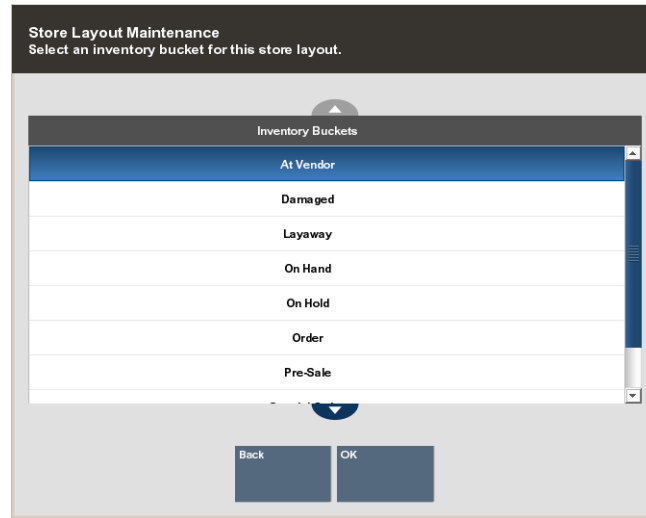 Store Layout Maintenance
Select an inventory bucket for this store layout.
Inventory Buckets
At Vendor
Damaged
Layaway
On Hand
On Hold
Order
Pre-Sale
Back
OK